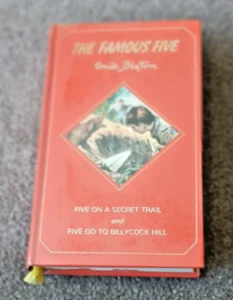 THE FAMOUS FIVE
Enid Blyton
FIVE ON A SECRET TRAIL
and
FIVE GO TO BILLYCOCK HILL